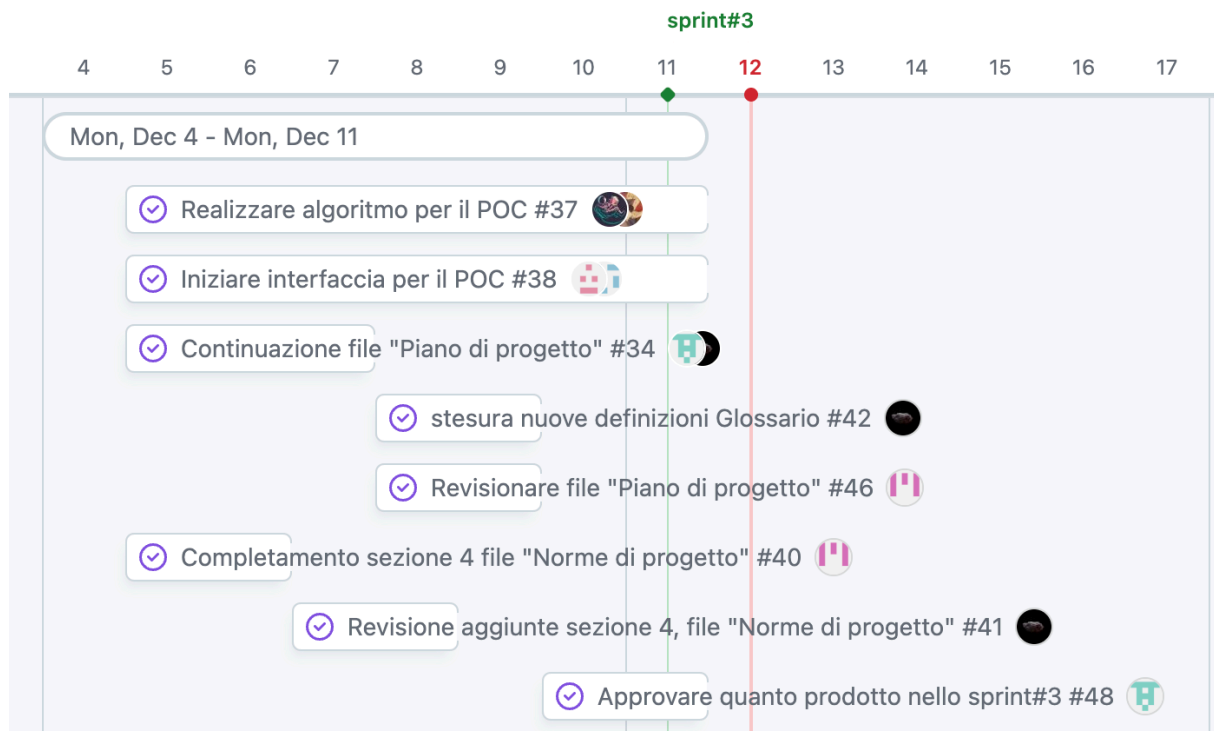 sprint#3
4 5 6 7 8 9 10 11 12 13 14 15 16 17
Mon, Dec 4 - Mon, Dec 11
Realizzare algoritmo per il POC #37
Iniziare interfaccia per il POC #38
Continuazione file "Piano di progetto" #34
stesura nuove definizioni Glossario #42
Revisionare file "Piano di progetto" #46
Completamento sezione 4 file "Norme di progetto" #40
Revisione aggiunte sezione 4, file "Norme di progetto" #41
Approvare quanto prodotto nello sprint#3 #48